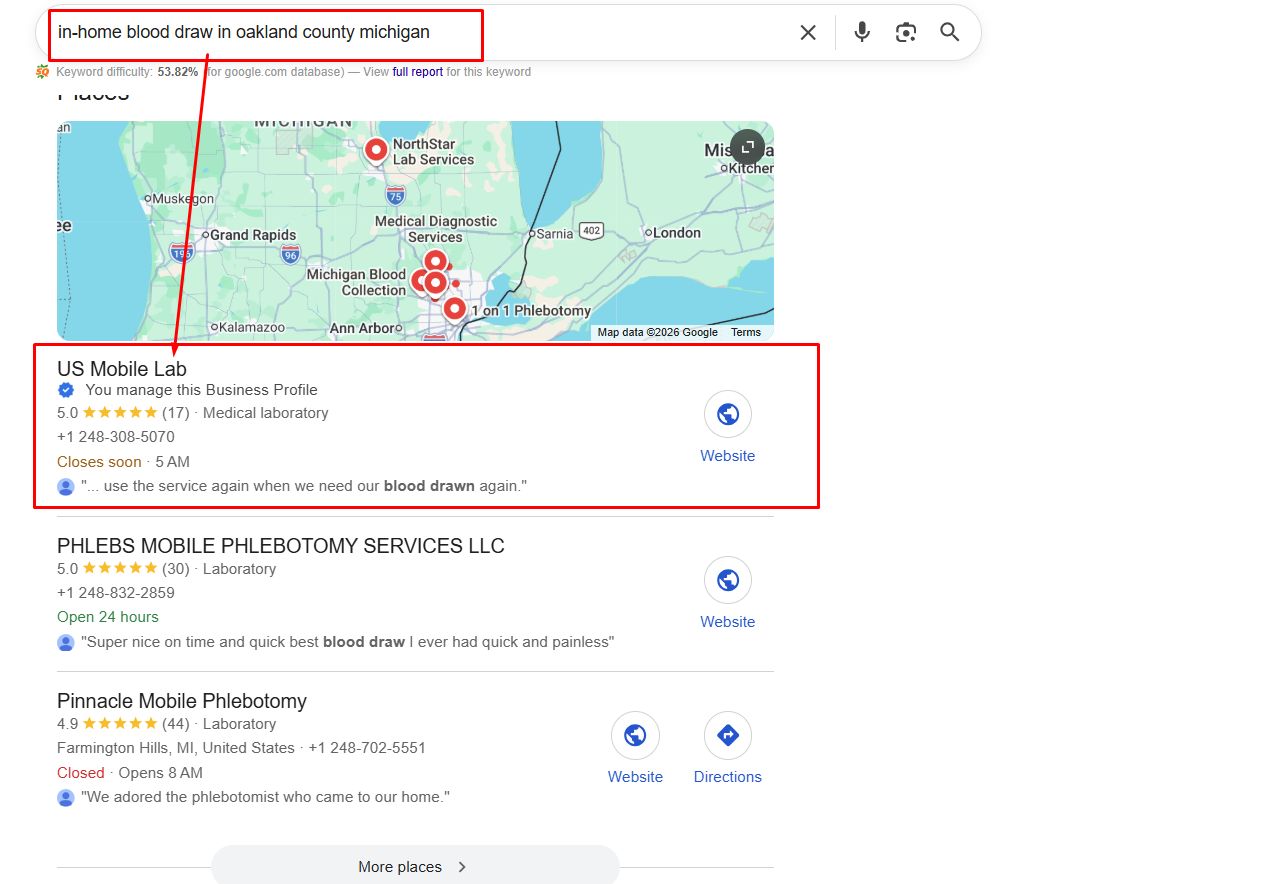 in-home blood draw in oakland county michigan
Keyword difficulty: 53.82% (for google.com database) — View full report for this keyword
Places
MICHIGAN
NorthStar
Lab Services
Kitchener
Muskegon
75
Medical Diagnostic
Services
Grand Rapids
196
96
Sarnia
402
London
Michigan Blood
Collection
1 on 1 Phlebotomy
Kalamazoo
Ann Arbor
Map data ©2026 Google Terms
US Mobile Lab
You manage this Business Profile
5.0 (17) · Medical laboratory
+1 248-308-5070
Closes soon · 5 AM
Website
"... use the service again when we need our blood drawn again."
PHLEBS MOBILE PHLEBOTOMY SERVICES LLC
5.0 (30) · Laboratory
+1 248-832-2859
Open 24 hours
Website
"Super nice on time and quick best blood draw I ever had quick and painless"
Pinnacle Mobile Phlebotomy
4.9 (44) · Laboratory
Farmington Hills, MI, United States · +1 248-702-5551
Closed · Opens 8 AM
Website Directions
"We adored the phlebotomist who came to our home."
More places